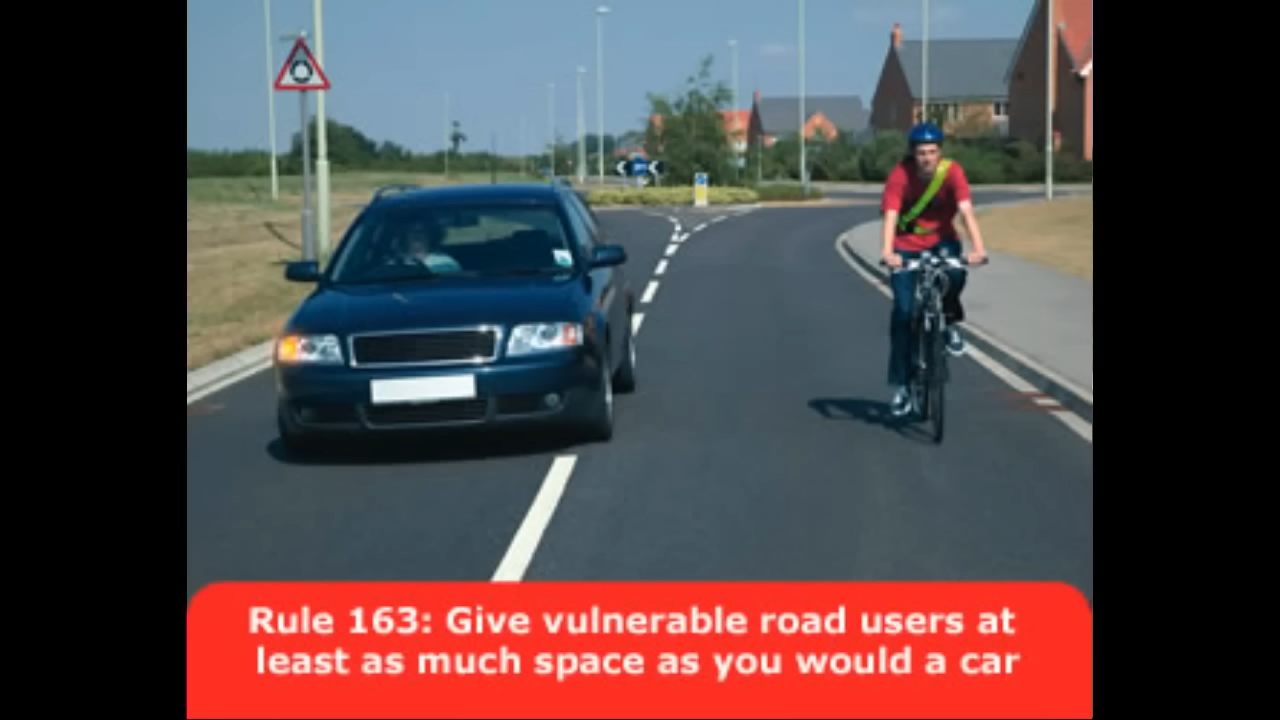 Rule 163: Give vulnerable road users at
least as much space as you would a car